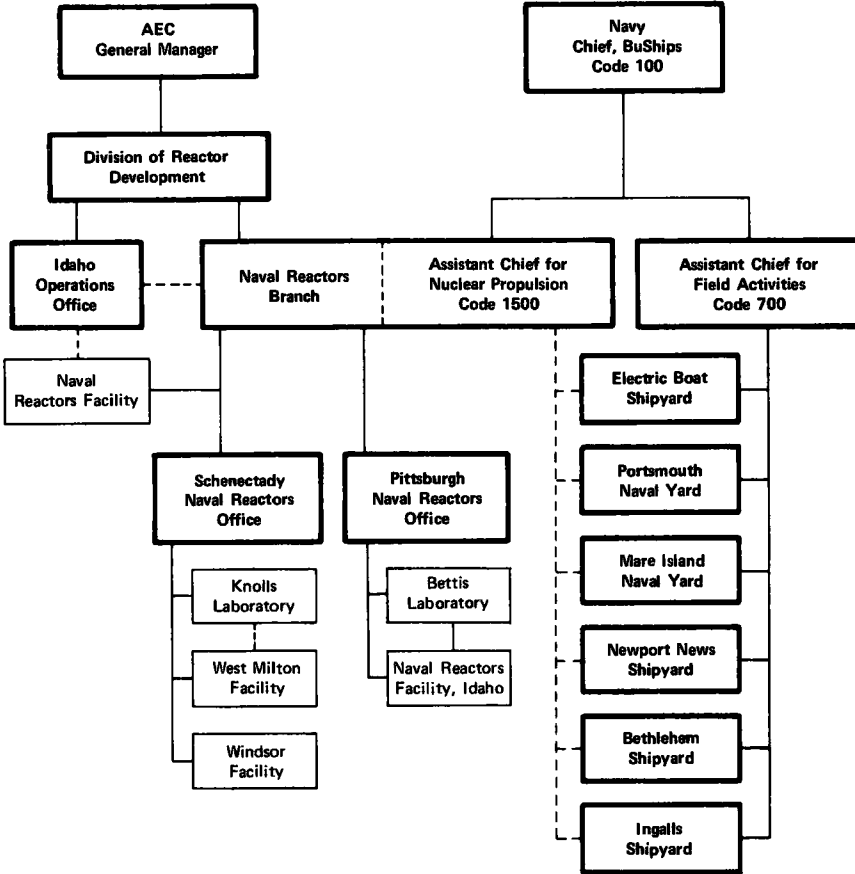 AEC
General Manager
Navy
Chief, BuShips
Code 100
Division of Reactor
Development
Idaho
Operations
Office
Naval Reactors
Branch
Assistant Chief for
Nuclear Propulsion
Code 1500
Assistant Chief for
Field Activities
Code 700
Naval
Reactors Facility
Electric Boat
Shipyard
Schenectady
Naval Reactors
Office
Pittsburgh
Naval Reactors
Office
Portsmouth
Naval Yard
Knolls
Laboratory
Bettis
Laboratory
Mare Island
Naval Yard
West Milton
Facility
Naval Reactors
Facility, Idaho
Newport News
Shipyard
Windsor
Facility
Bethlehem
Shipyard
Ingalls
Shipyard